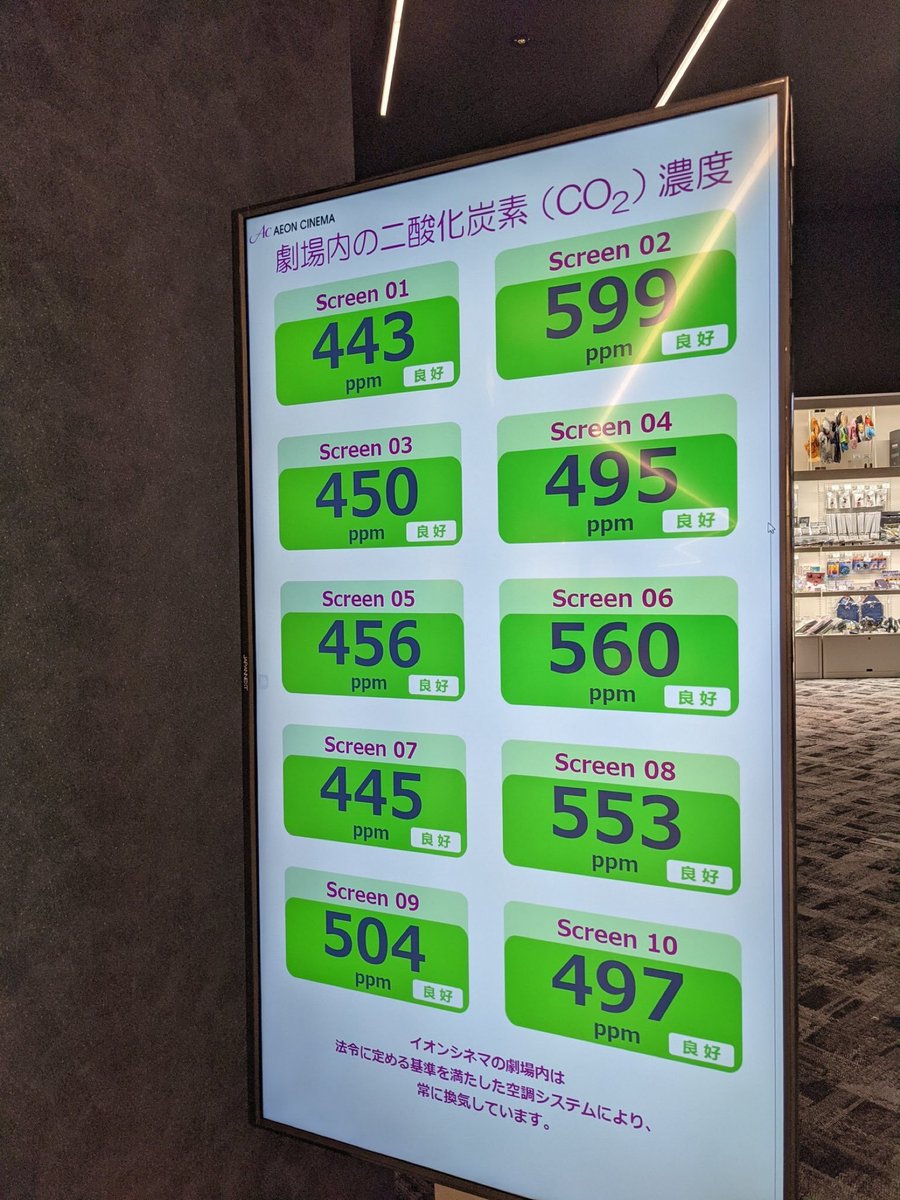 Ac AEON CINEMA
劇場内の二酸化炭素（CO₂）濃度
Screen 01
443
ppm
良好
Screen 02
599
ppm
良好
Screen 03
450
ppm
良好
Screen 04
495
ppm
良好
Screen 05
456
ppm
良好
Screen 06
560
ppm
良好
Screen 07
445
ppm
良好
Screen 08
553
ppm
良好
Screen 09
504
ppm
良好
Screen 10
497
ppm
良好
イオンシネマの劇場内は
法令に定める基準を満たした空調システムにより、
常に換気しています。
JAPANNEXT